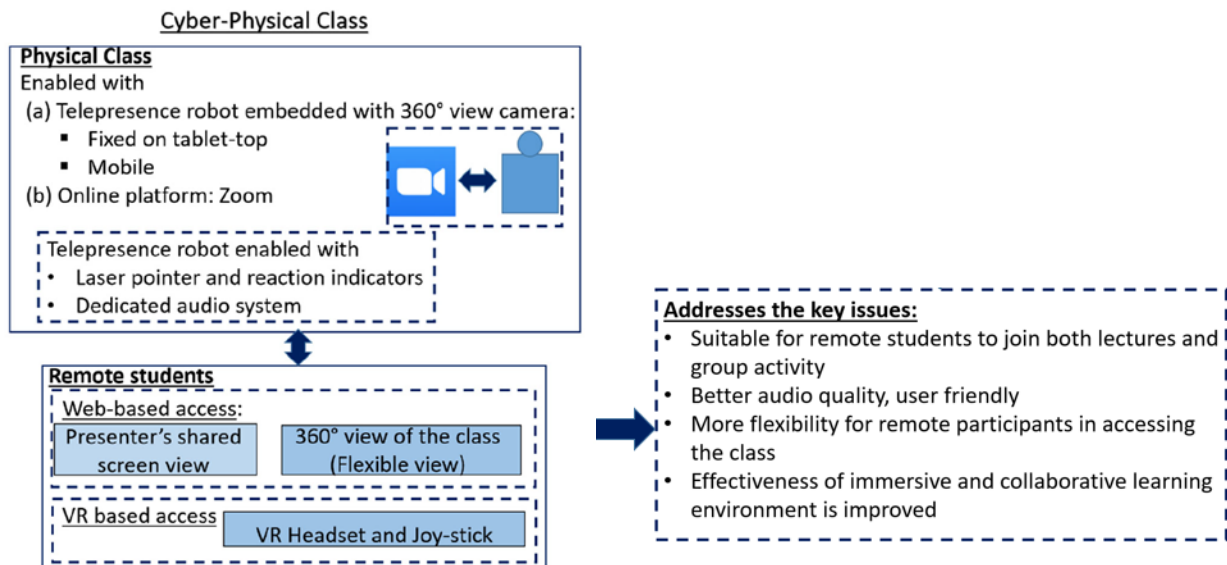 Cyber-Physical Class
Physical Class
Enabled with
(a) Telepresence robot embedded with 360° view camera:
▪ Fixed on tablet-top
▪ Mobile
(b) Online platform: Zoom
Telepresence robot enabled with
• Laser pointer and reaction indicators
• Dedicated audio system
Remote students
Web-based access:
Presenter’s shared
screen view
360° view of the class
(Flexible view)
VR based access
VR Headset and Joy-stick
Addresses the key issues:
• Suitable for remote students to join both lectures and
group activity
• Better audio quality, user friendly
• More flexibility for remote participants in accessing
the class
• Effectiveness of immersive and collaborative learning
environment is improved